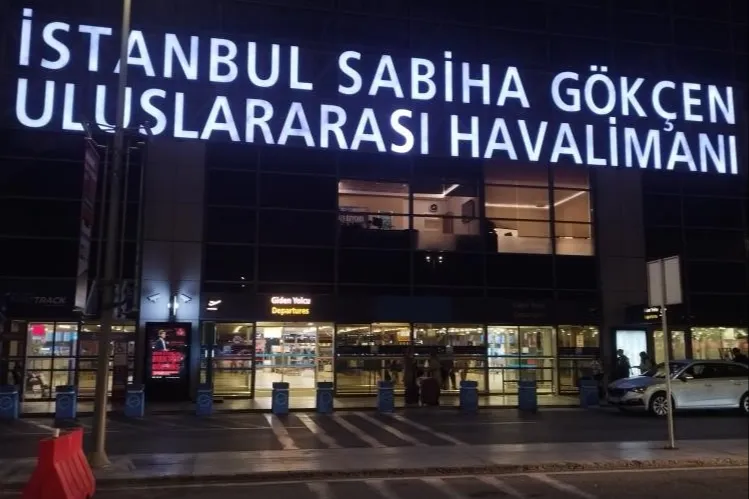 İSTANBUL SABİHA GÖKÇEN
ULUSLARARASI HAVALİMANI
Giden Yolcu
Departures